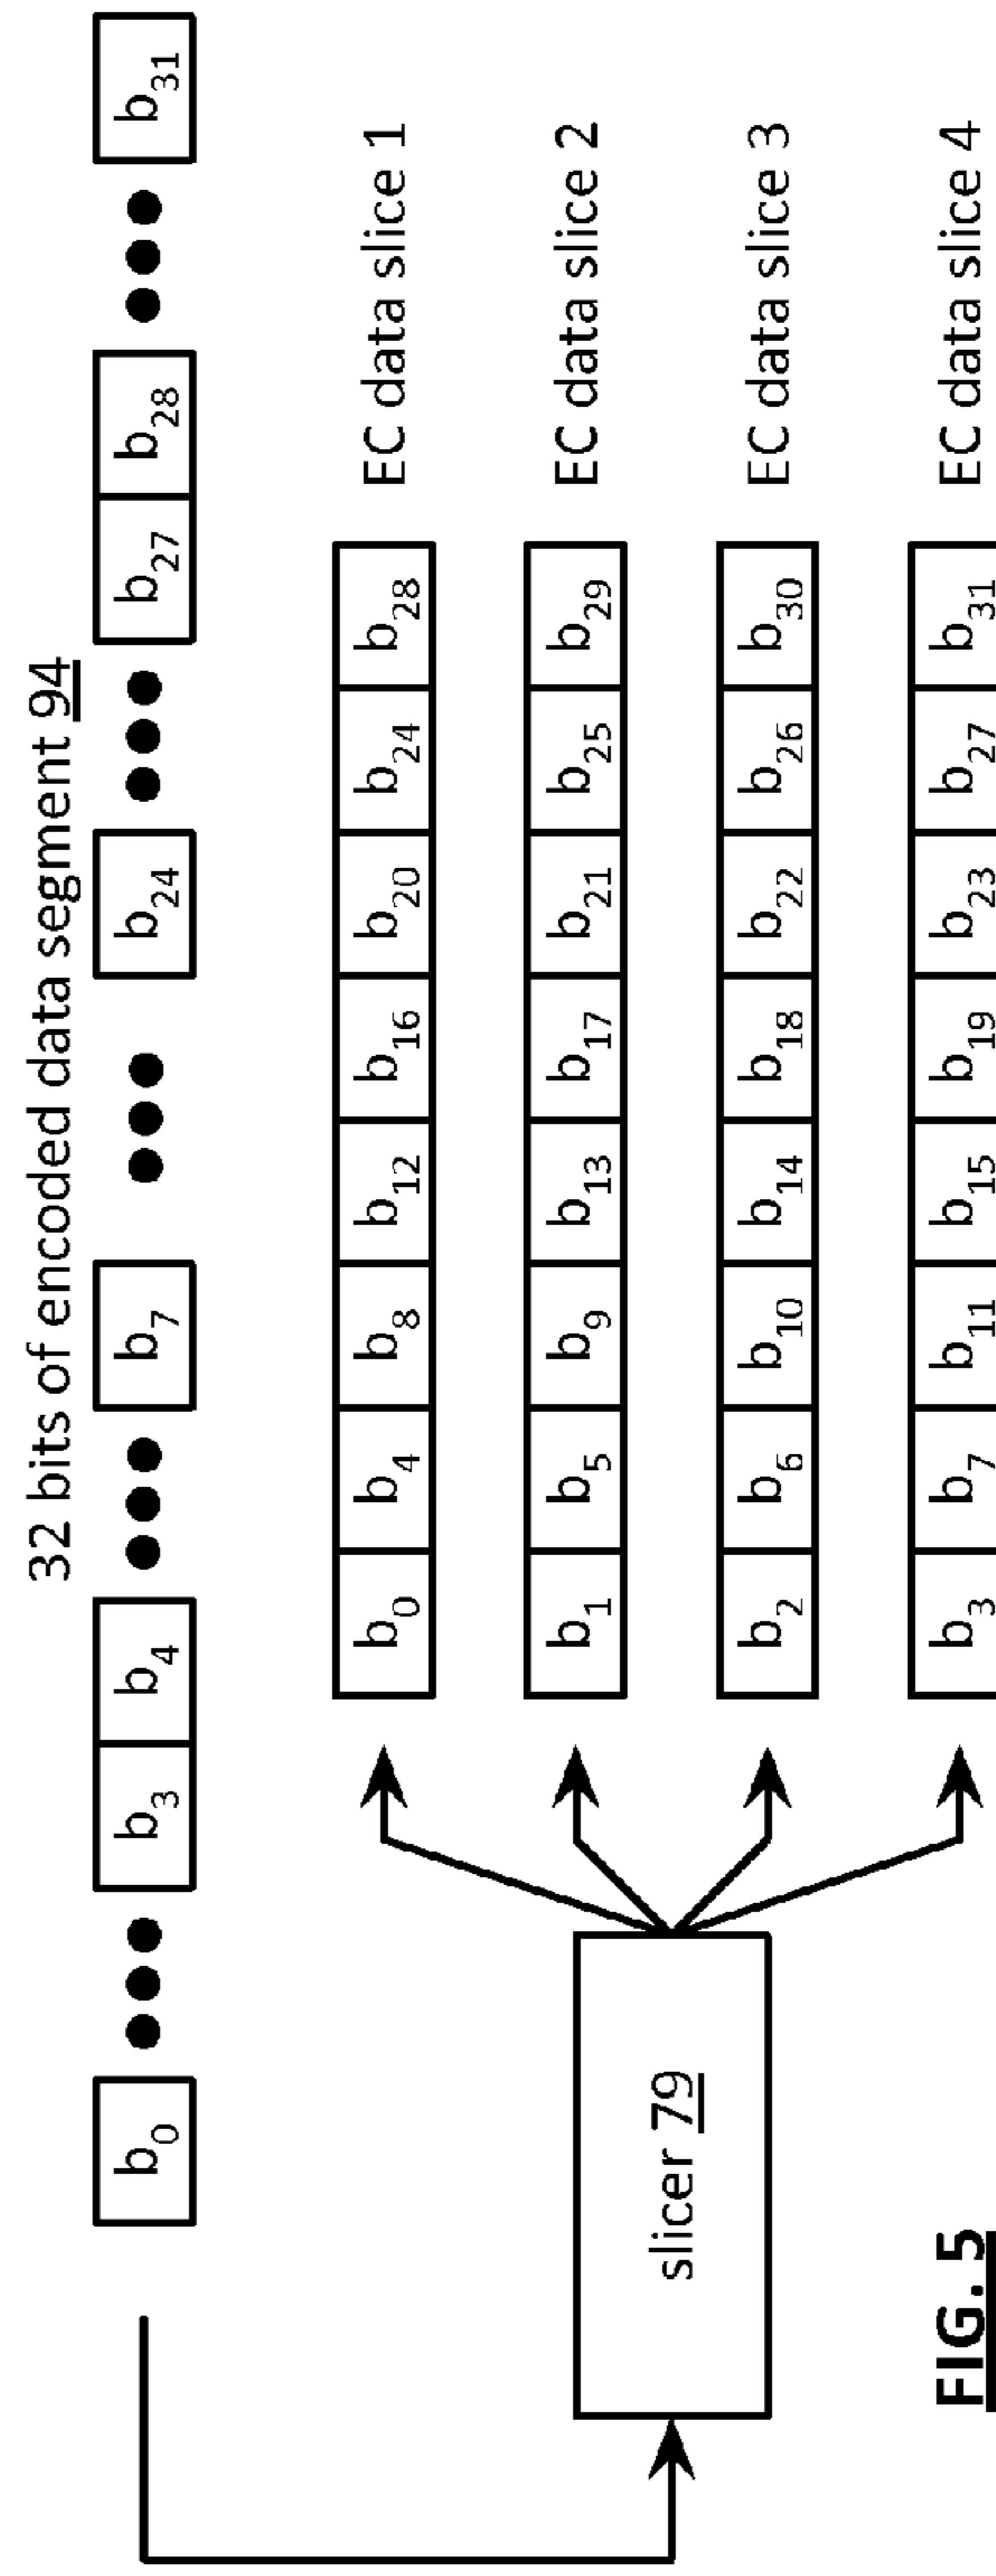 32 bits of encoded data segment 94
b0 ••• b3 b4 ••• b7 ••• b24 ••• b27 b28 ••• b31
b0 b4 b8 b12 b16 b20 b24 b28 EC data slice 1
b1 b5 b9 b13 b17 b21 b25 b29 EC data slice 2
slicer 79
b2 b6 b10 b14 b18 b22 b26 b30 EC data slice 3
b3 b7 b11 b15 b19 b23 b27 b31 EC data slice 4
FIG. 5